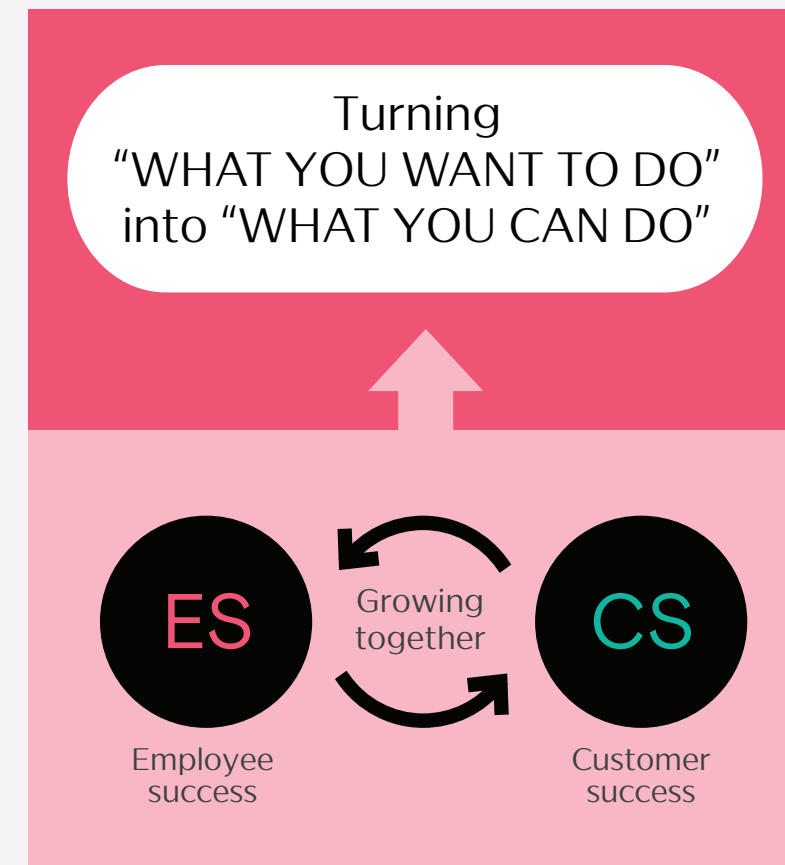 Turning
“WHAT YOU WANT TO DO”
into “WHAT YOU CAN DO”
ES
Growing
together
CS
Employee
success
Customer
success